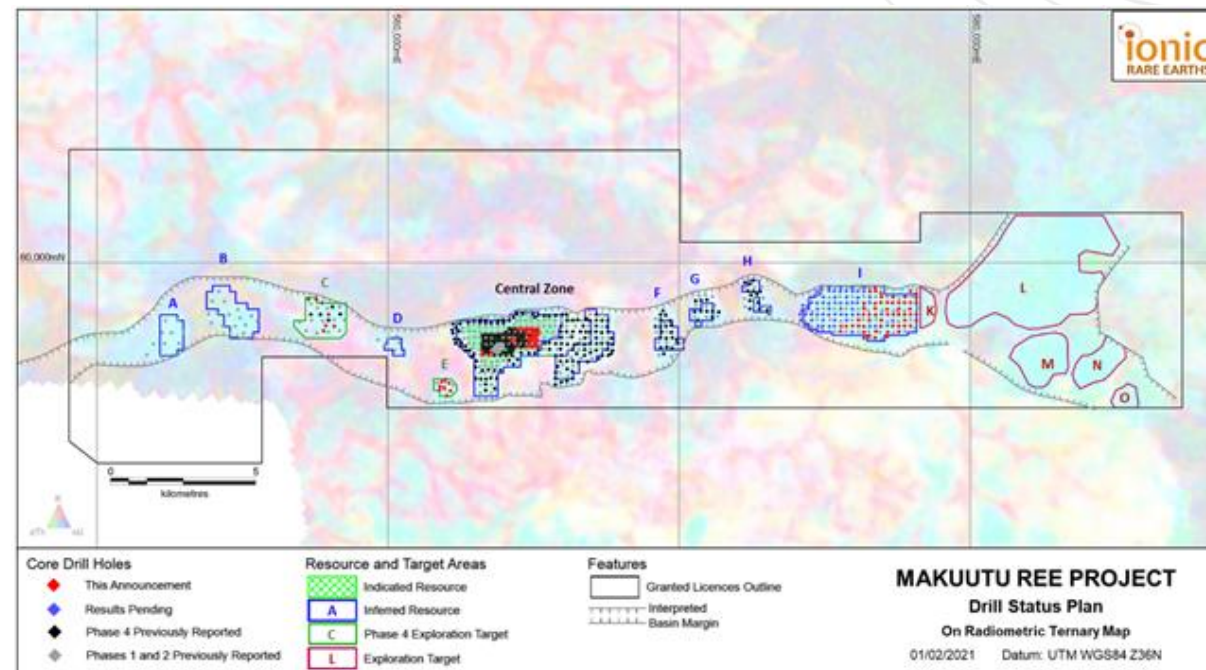 ionic
RARE EARTHS
A
B
C
D
E
Central Zone
F
G
H
I
K
L
M
N
O
0 5
kilometres
Core Drill Holes
This Announcement
Results Pending
Phase 4 Previously Reported
Phases 1 and 2 Previously Reported
Resource and Target Areas
Indicated Resource
A Inferred Resource
C Phase 4 Exploration Target
L Exploration Target
Features
Granted Licences Outline
Interpreted
Basin Margin
MAKUUTU REE PROJECT
Drill Status Plan
On Radiometric Ternary Map
01/02/2021 Datum: UTM WGS84 Z36N